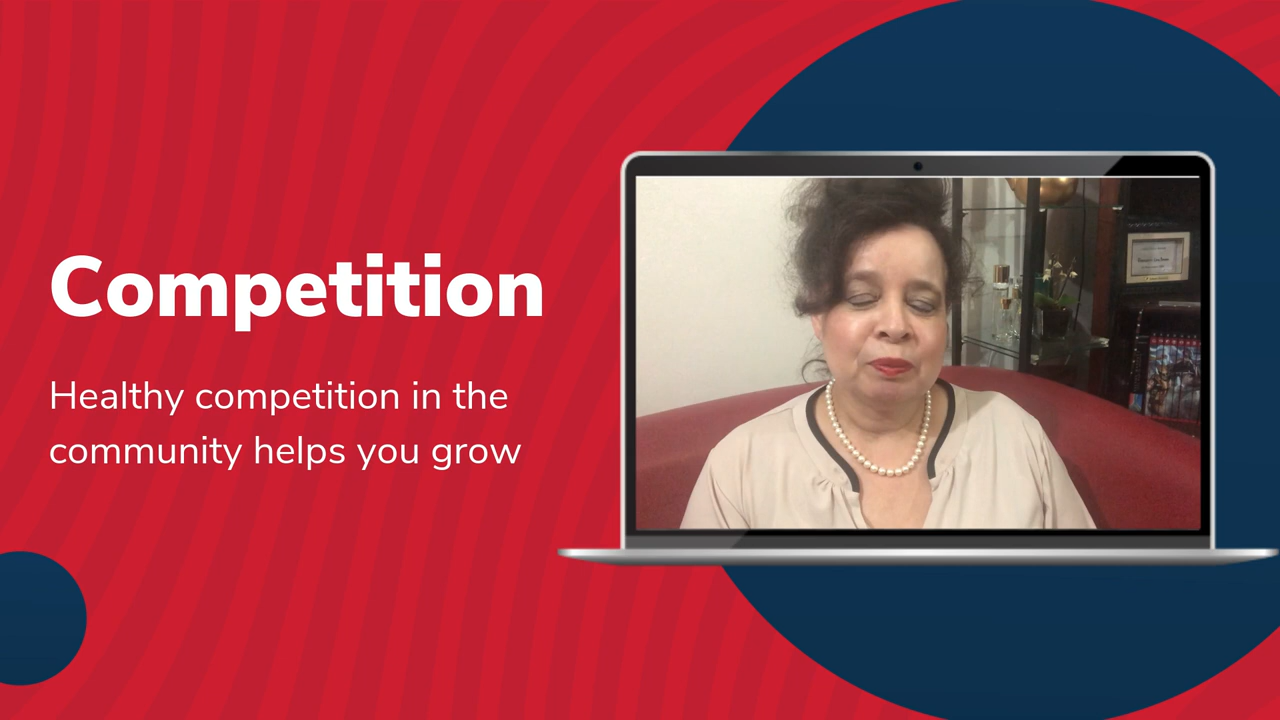 Competition
Healthy competition in the
community helps you grow